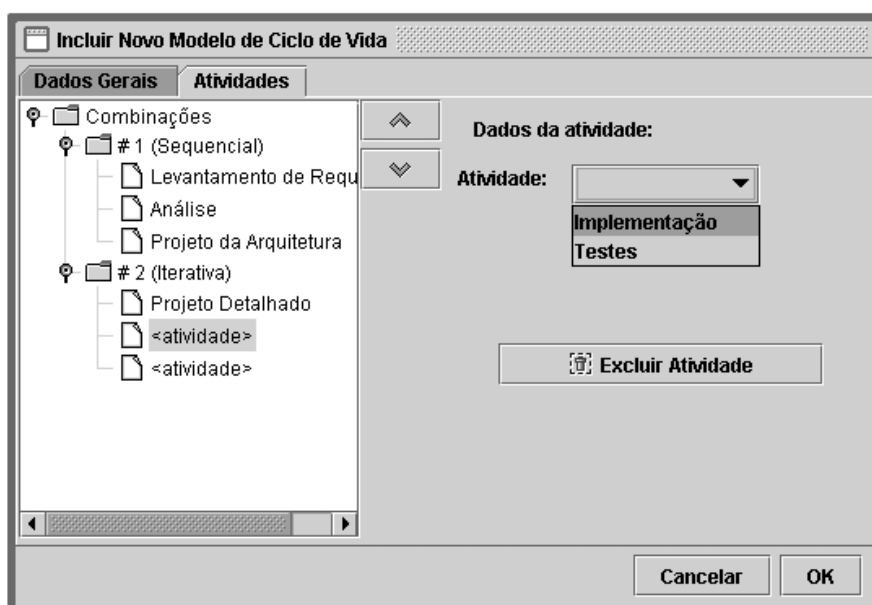 Incluir Novo Modelo de Ciclo de Vida
Dados Gerais
Atividades
Combinações
# 1 (Sequencial)
Levantamento de Requ
Análise
Projeto da Arquitetura
# 2 (Iterativa)
Projeto Detalhado
<atividade>
<atividade>
Dados da atividade:
Atividade:
Implementação
Testes
Excluir Atividade
Cancelar
OK